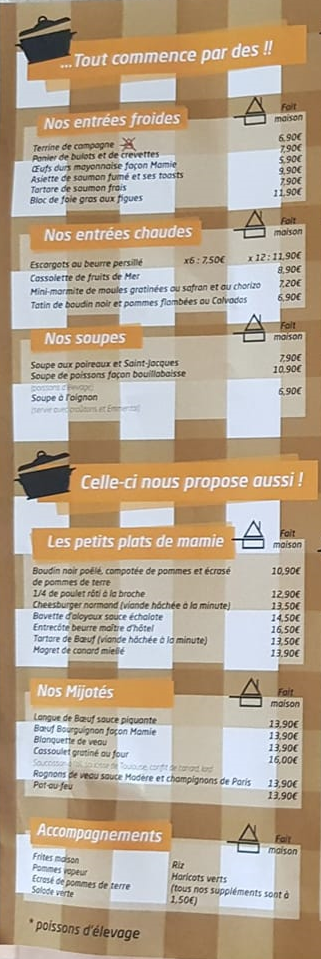 ...Tout commence par des !!
Nos entrées froides
Fait maison
Terrine de campagne 6,90€
Panier de bulots et de crevettes 7,90€
Œufs durs mayonnaise façon Mamie 5,90€
Assiette de saumon fumé et ses toasts 9,90€
Tartare de saumon frais 7,90€
Bloc de foie gras aux figues 11,90€
Nos entrées chaudes
Fait maison
Escargots au beurre persillé x6 : 7,50€ x 12 : 11,90€
Cassolette de fruits de Mer 8,90€
Mini-marmite de moules gratinées au safran et au chorizo 7,20€
Tatin de boudin noir et pommes flambées au Calvados 6,90€
Nos soupes
Fait maison
Soupe aux poireaux et Saint-Jacques 7,90€
Soupe de poissons façon bouillabaisse 10,90€
(poissons d'élevage)
Soupe à l'oignon 6,90€
(servie avec croûtons et Emmental)
Celle-ci nous propose aussi !
Les petits plats de mamie
Fait maison
Boudin noir poêlé, compotée de pommes et écrasé 10,90€
de pommes de terre
1/4 de poulet rôti à la broche 12,90€
Cheesburger normand (viande hâchée à la minute) 13,50€
Bavette d'aloyaux sauce échalote 14,50€
Entrecôte beurre maître d'hôtel 16,50€
Tartare de Bœuf (viande hâchée à la minute) 13,50€
Magret de canard miellé 13,90€
Nos Mijotés
Fait maison
Langue de Bœuf sauce piquante 13,90€
Bœuf Bourguignon façon Mamie 13,90€
Blanquette de veau 13,90€
Cassoulet gratiné au four 16,00€
Rognons de veau sauce Madère et champignons de Paris 13,90€
Pot-au-feu 13,90€
Accompagnements
Fait maison
Frites maison
Pommes vapeur
Ecrasé de pommes de terre
Salade verte
Riz
Haricots verts
(tous nos suppléments sont à
1,50€)
* poissons d'élevage